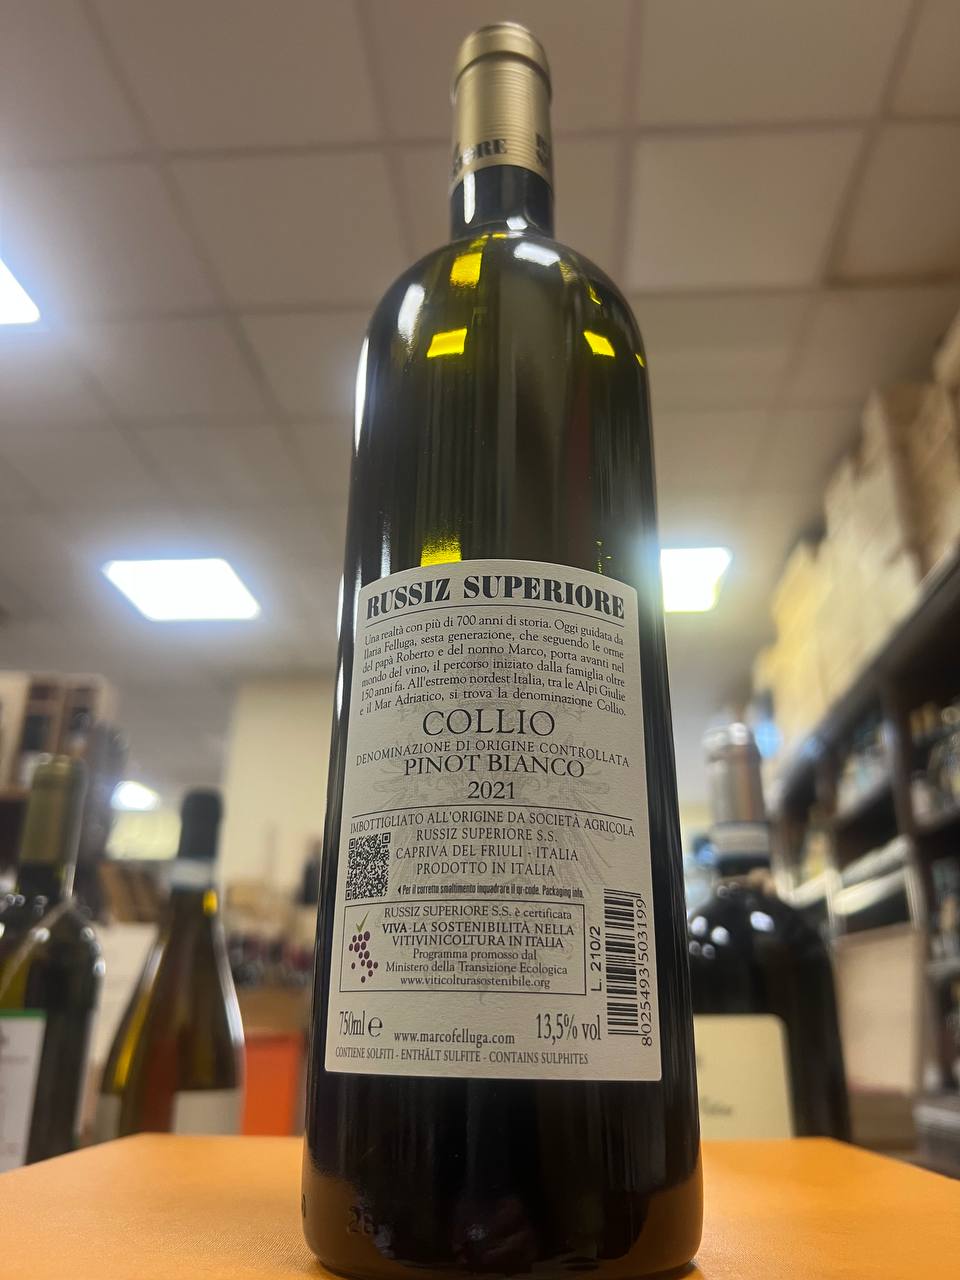 RUSSIZ SUPERIORE
Una realtà con più di 700 anni di storia. Oggi guidata da
Ilaria Felluga, sesta generazione, che seguendo le orme
del papà Roberto e del nonno Marco, porta avanti nel
mondo del vino, il percorso iniziato dalla famiglia oltre
150 anni fa. All'estremo nordest Italia, tra le Alpi Giulie
e il Mar Adriatico, si trova la denominazione Collio.
COLLIO
DENOMINAZIONE DI ORIGINE CONTROLLATA
PINOT BIANCO
2021
IMBOTTIGLIATO ALL'ORIGINE DA SOCIETÀ AGRICOLA
RUSSIZ SUPERIORE S.S.
CAPRIVA DEL FRIULI - ITALIA
PRODOTTO IN ITALIA
Per il corretto smaltimento inquadrare il qr-code. Packaging info.
RUSSIZ SUPERIORE S.S. è certificata
VIVA - LA SOSTENIBILITÀ NELLA
VITIVINICOLTURA IN ITALIA
Programma promosso dal
Ministero della Transizione Ecologica
www.viticolturasostenibile.org
L. 210/2
8 025493 503199
750ml e www.marcofelluga.com 13,5% vol
CONTIENE SOLFITI - ENTHÄLT SULFITE - CONTAINS SULPHITES